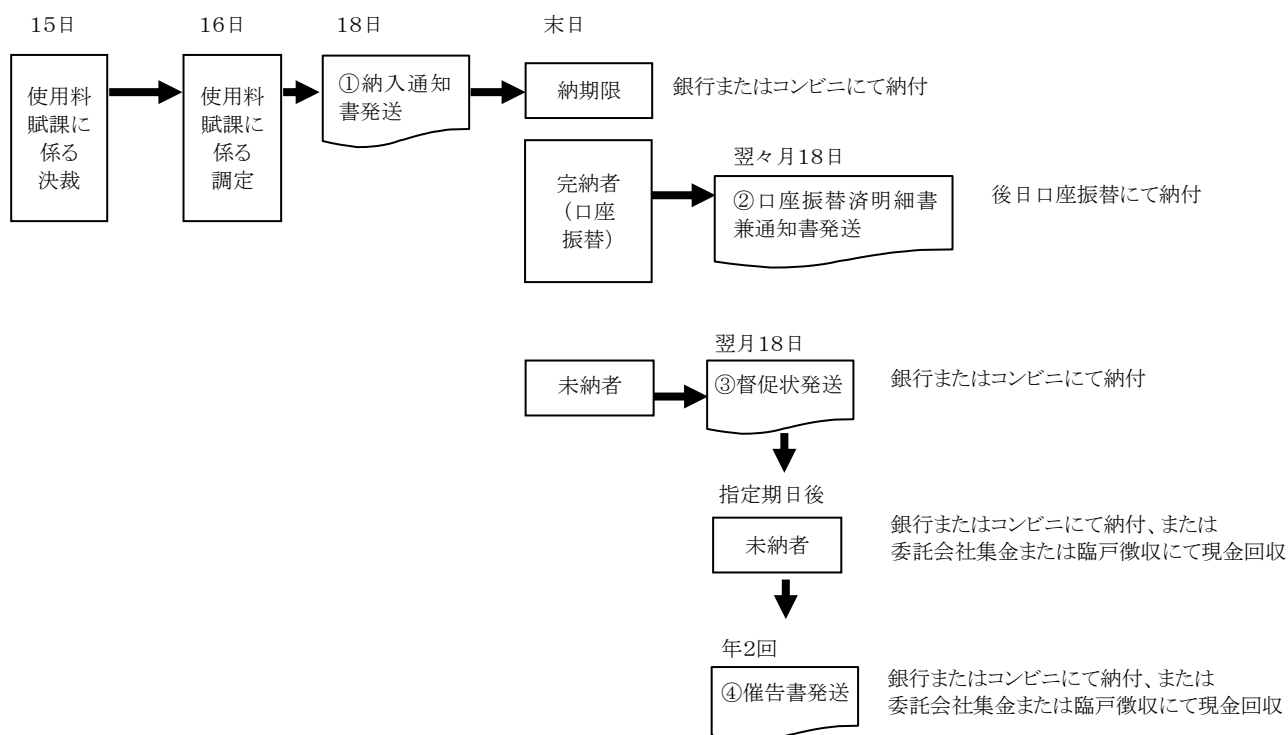 15日
16日
18日
末日
使用料
賦課に
係る
決裁
使用料
賦課に
係る
調定
①納入通知
書発送
納期限
銀行またはコンビニにて納付
完納者
(口座
振替)
翌々月18日
②口座振替済明細書
兼通知書発送
後日口座振替にて納付
未納者
翌月18日
③督促状発送
銀行またはコンビニにて納付
指定期日後
未納者
銀行またはコンビニにて納付、または
委託会社集金または臨戸徴収にて現金回収
年2回
④催告書発送
銀行またはコンビニにて納付、または
委託会社集金または臨戸徴収にて現金回収